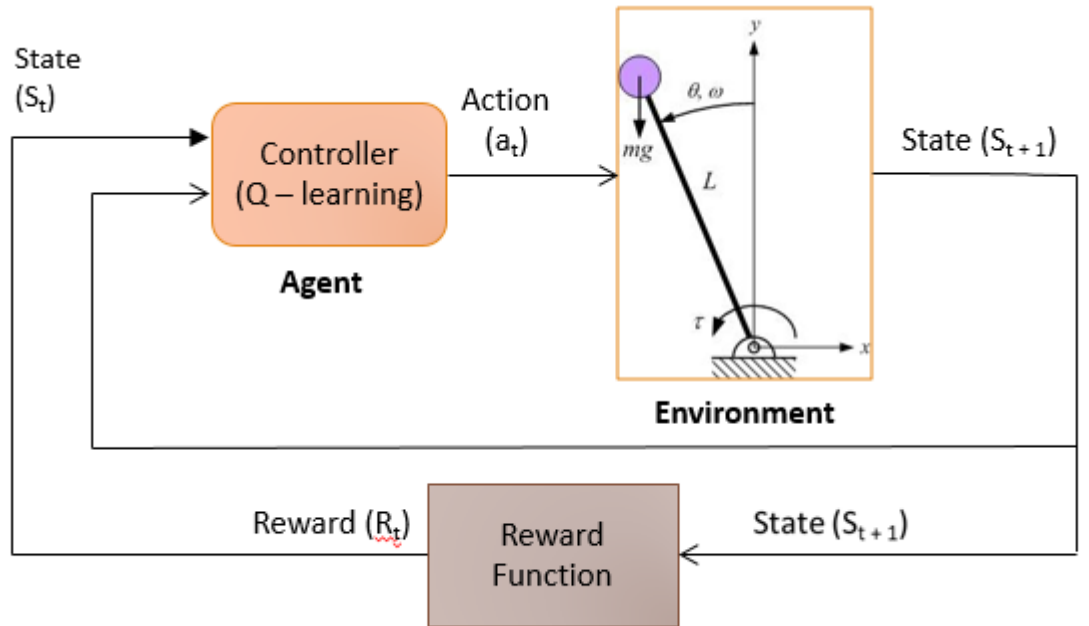 State
(Sₜ)
Action
(aₜ)
Controller
(Q – learning)
Agent
y
θ, ω
mg
L
τ
x
Environment
State (Sₜ ₊ ₁)
Reward (Rₜ)
Reward
Function
State (Sₜ ₊ ₁)